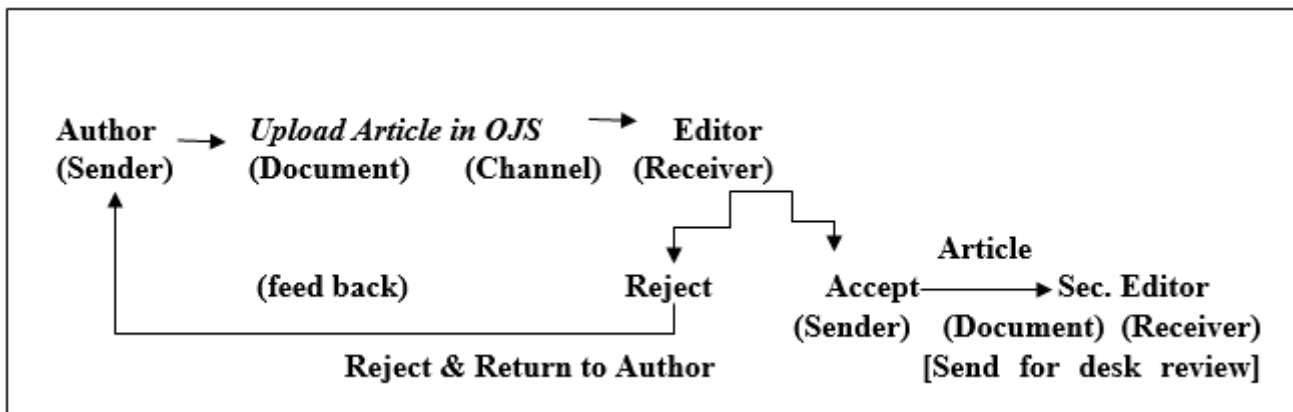 Author Upload Article in OJS Editor
(Sender) (Document) (Channel) (Receiver)
Article
(feed back) Reject Accept Sec. Editor
(Sender) (Document) (Receiver)
Reject & Return to Author [Send for desk review]